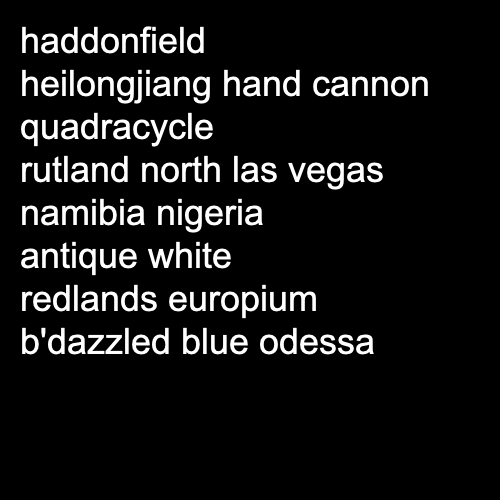 haddonfield
heilongjiang hand cannon
quadracycle
rutland north las vegas
namibia nigeria
antique white
redlands europium
b'dazzled blue odessa